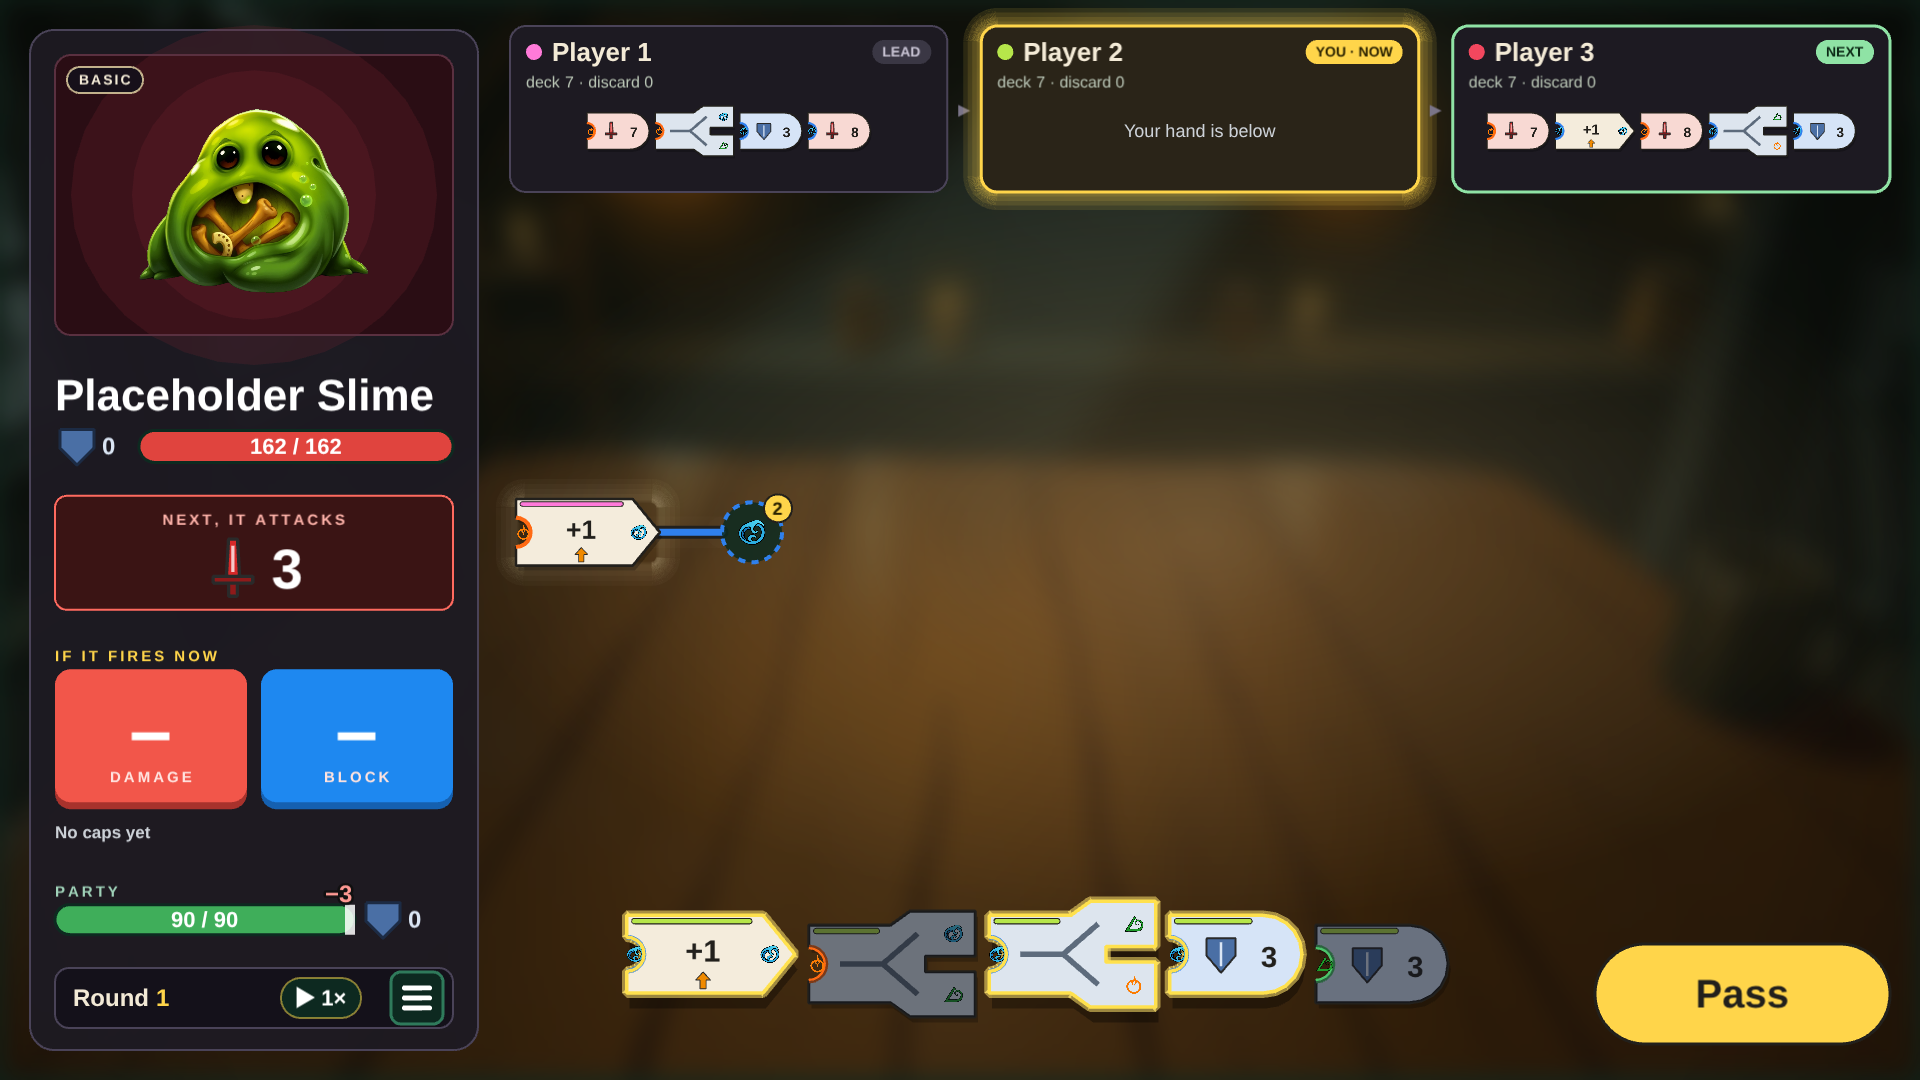 BASIC
Placeholder Slime
0
162 / 162
NEXT, IT ATTACKS
3
IF IT FIRES NOW
–
DAMAGE
–
BLOCK
No caps yet
PARTY
–3
90 / 90
0
Round 1
1×
Player 1
LEAD
deck 7 · discard 0
7
3
8
Player 2
YOU · NOW
deck 7 · discard 0
Your hand is below
Player 3
NEXT
deck 7 · discard 0
7
+1
8
3
+1
2
+1
3
3
Pass